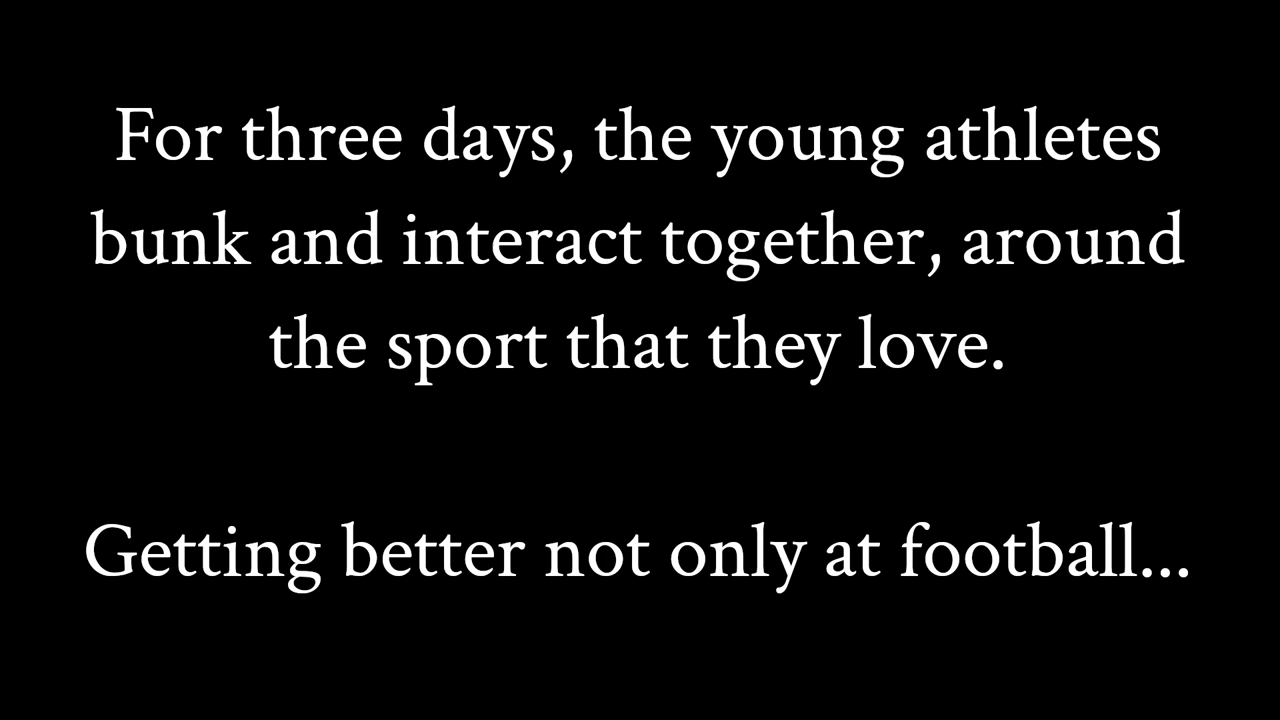 For three days, the young athletes
bunk and interact together, around
the sport that they love.
Getting better not only at football...